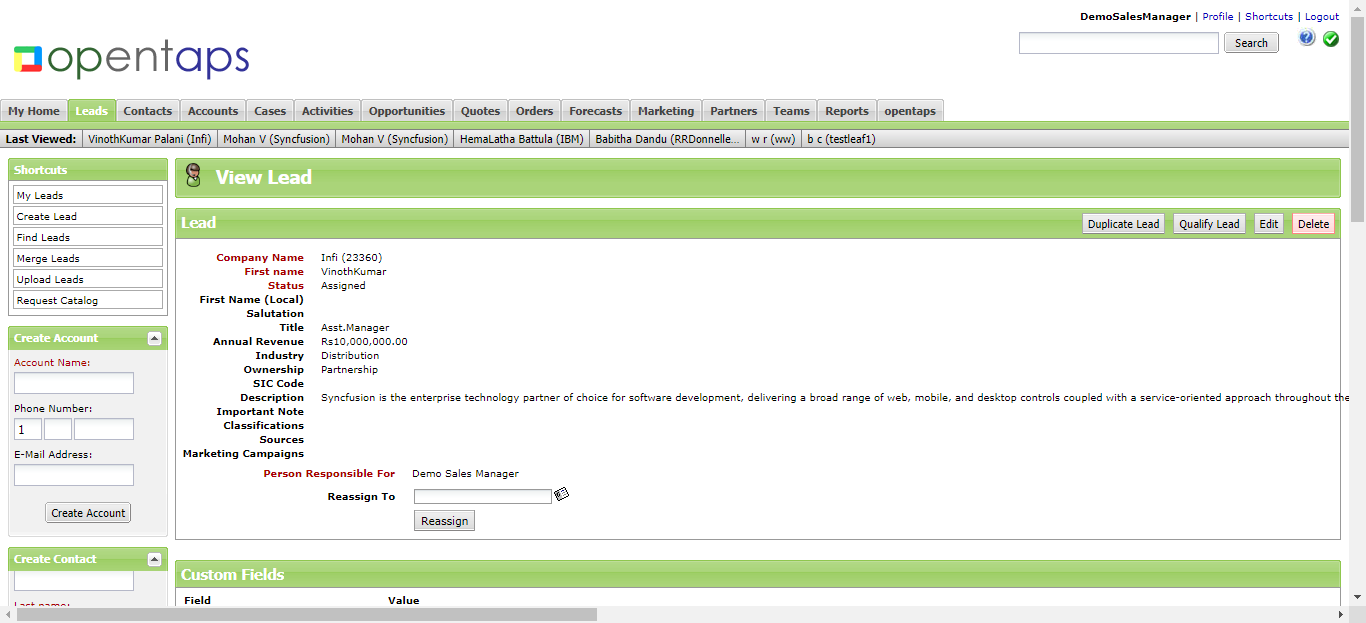 DemoSalesManager | Profile | Shortcuts | Logout
opentaps
Search
My Home Leads Contacts Accounts Cases Activities Opportunities Quotes Orders Forecasts Marketing Partners Teams Reports opentaps
Last Viewed: VinothKumar Palani (Infi) Mohan V (Syncfusion) Mohan V (Syncfusion) HemaLatha Battula (IBM) Babitha Dandu (RRDonnelle... w r (ww) b c (testleaf1)
Shortcuts
My Leads
Create Lead
Find Leads
Merge Leads
Upload Leads
Request Catalog
Create Account
Account Name:
Phone Number:
1
E-Mail Address:
Create Account
Create Contact
Last name:
View Lead
Lead
Duplicate Lead Qualify Lead Edit Delete
Company Name Infi (23360)
First name VinothKumar
Status Assigned
First Name (Local)
Salutation
Title Asst.Manager
Annual Revenue Rs10,000,000.00
Industry Distribution
Ownership Partnership
SIC Code
Description Syncfusion is the enterprise technology partner of choice for software development, delivering a broad range of web, mobile, and desktop controls coupled with a service-oriented approach throughout the
Important Note
Classifications
Sources
Marketing Campaigns
Person Responsible For Demo Sales Manager
Reassign To
Reassign
Custom Fields
Field Value